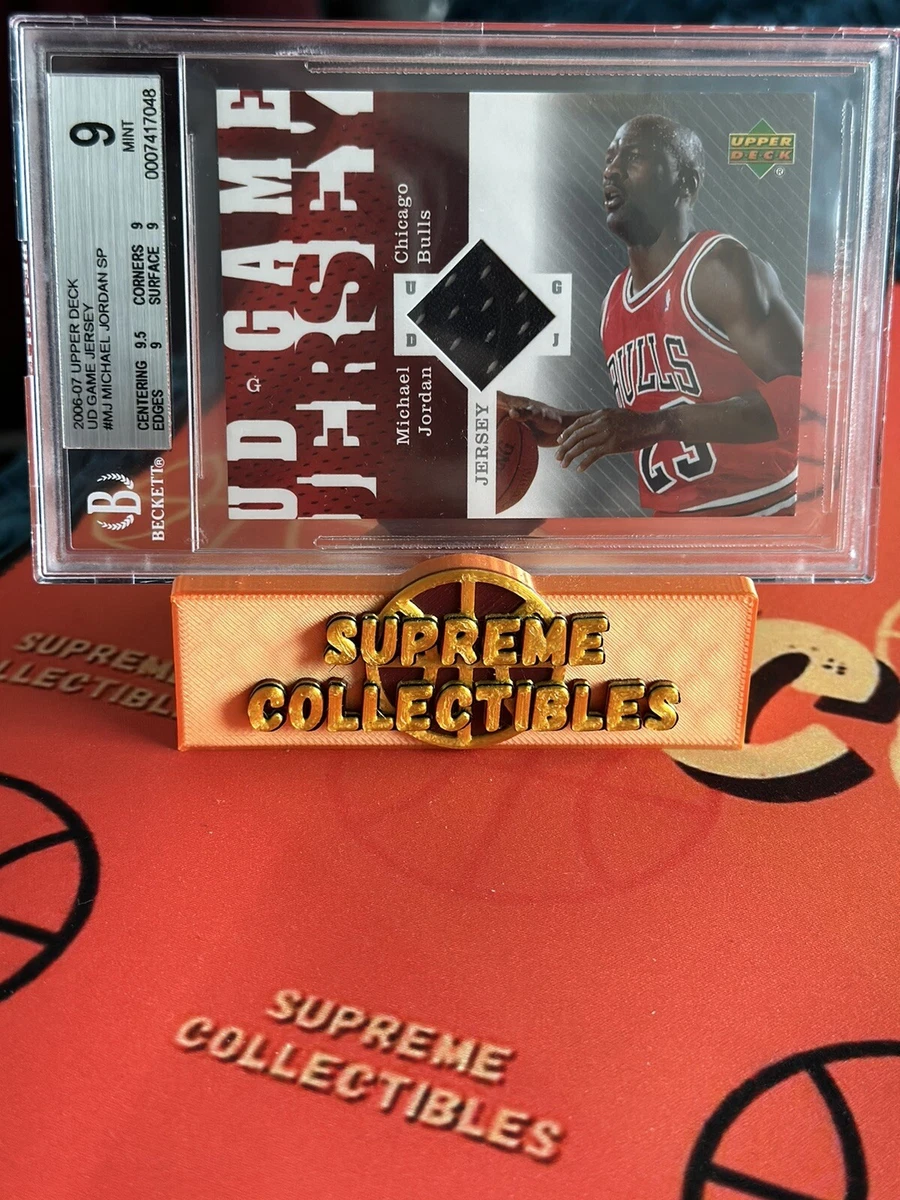 2006-07 UPPER DECK
UD GAME JERSEY
#MJ MICHAEL JORDAN SP
CENTERING 9.5 CORNERS 9
EDGES 9 SURFACE 9
9
MINT
0007417048
B
BECKETT®
UD GAME
JERSEY
G
Michael
Jordan
Chicago
Bulls
U G
D J
JERSEY
UPPER
DECK
®
BULLS
23
SUPREME
COLLECTIBLES
SUPREME
COLLECTIBLES